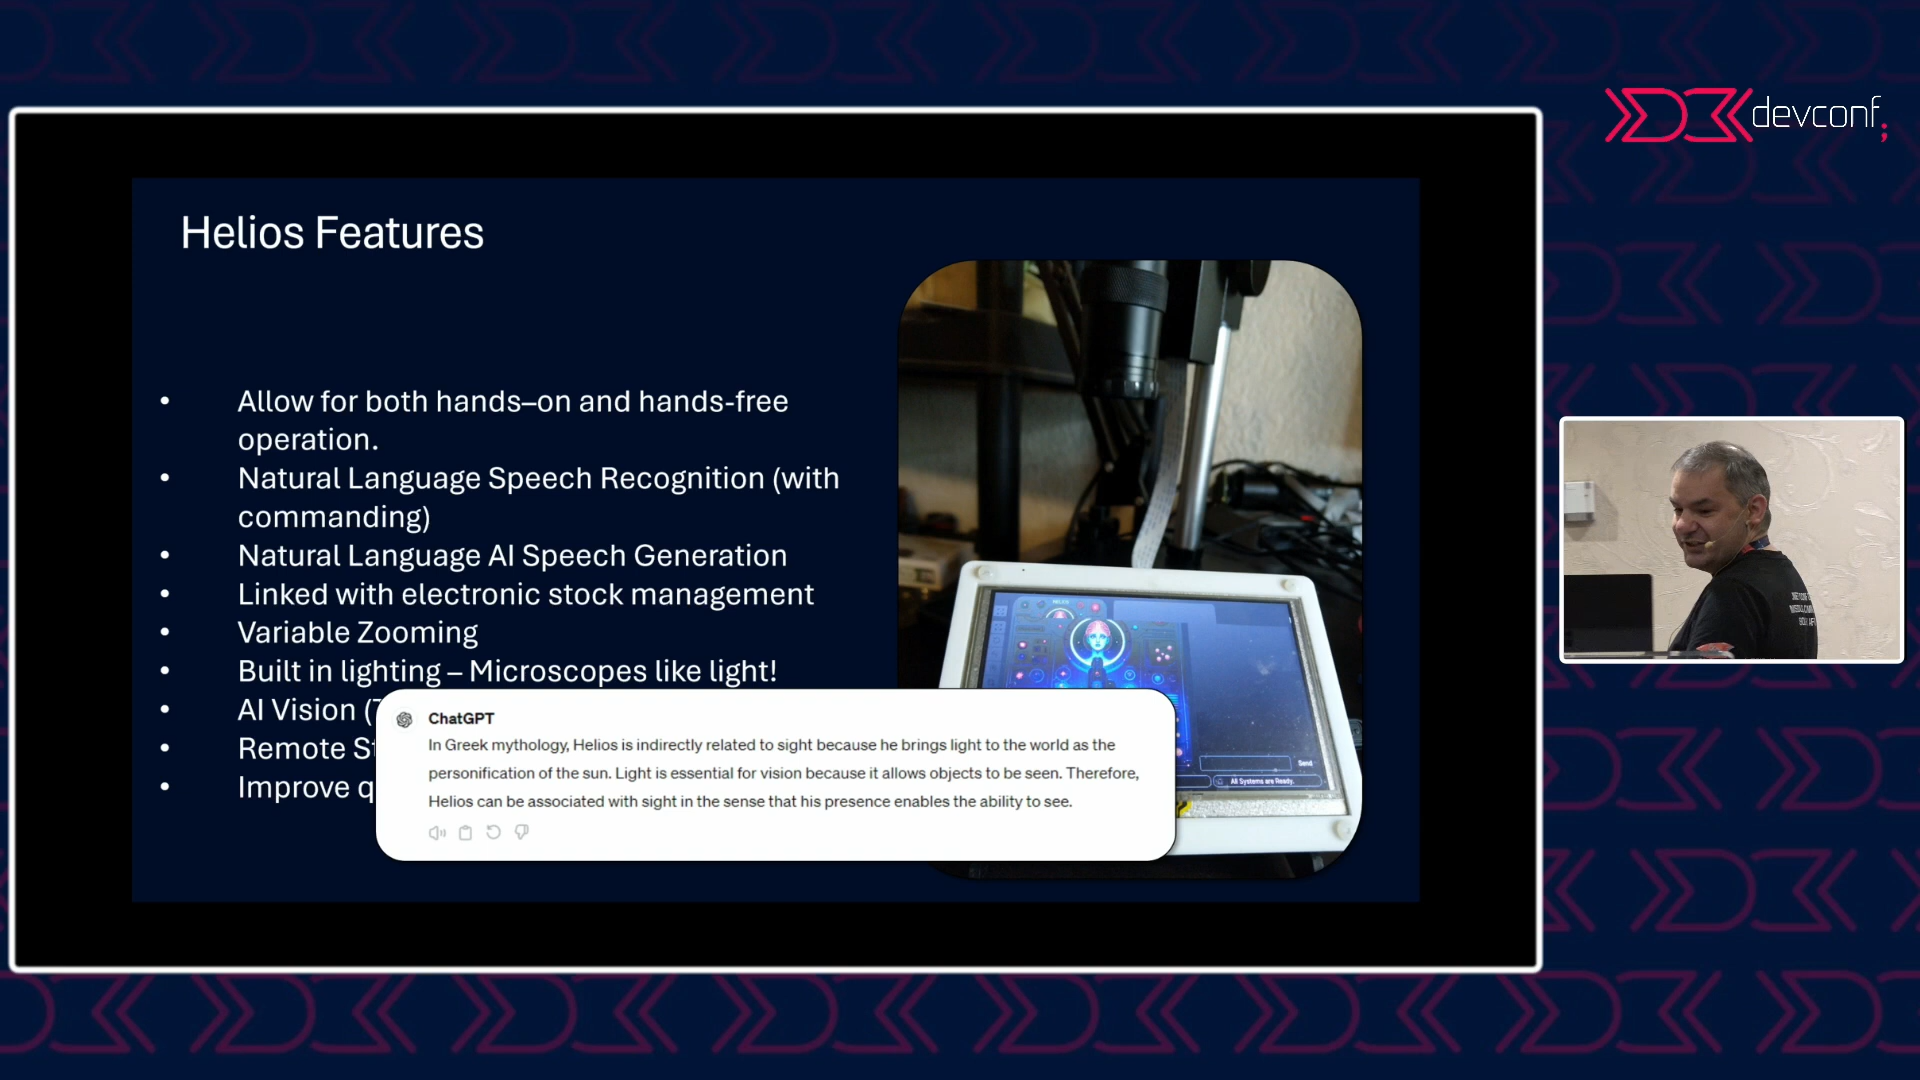 devconf;
Helios Features
• Allow for both hands–on and hands-free
operation.
• Natural Language Speech Recognition (with
commanding)
• Natural Language AI Speech Generation
• Linked with electronic stock management
• Variable Zooming
• Built in lighting – Microscopes like light!
• AI Vision (
• Remote
• Improve
ChatGPT
In Greek mythology, Helios is indirectly related to sight because he brings light to the world as the
personification of the sun. Light is essential for vision because it allows objects to be seen. Therefore,
Helios can be associated with sight in the sense that his presence enables the ability to see.
Send
All Systems are Ready.